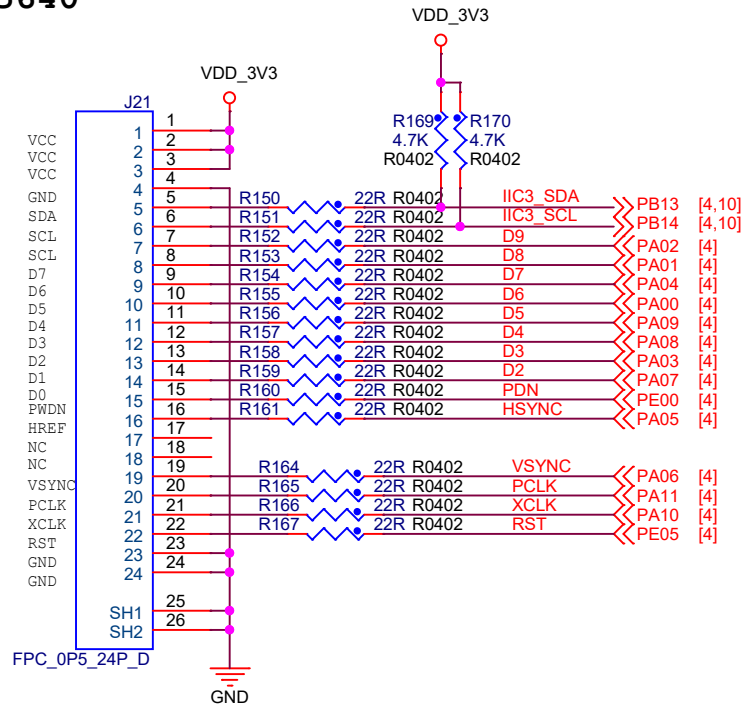 VDD_3V3
VDD_3V3
J21
R169 R170
4.7K 4.7K
R0402 R0402
VCC
VCC
VCC
GND
SDA
SCL
SCL
D7
D6
D5
D4
D3
D2
D1
D0
PWDN
HREF
NC
NC
VSYNC
PCLK
XCLK
RST
GND
GND
1 1
2 2
3 3
4 4
5 5 R150 22R R0402 IIC3_SDA PB13 [4,10]
6 6 R151 22R R0402 IIC3_SCL PB14 [4,10]
7 7 R152 22R R0402 D9 PA02 [4]
8 8 R153 22R R0402 D8 PA01 [4]
9 9 R154 22R R0402 D7 PA04 [4]
10 10 R155 22R R0402 D6 PA00 [4]
11 11 R156 22R R0402 D5 PA09 [4]
12 12 R157 22R R0402 D4 PA08 [4]
13 13 R158 22R R0402 D3 PA03 [4]
14 14 R159 22R R0402 D2 PA07 [4]
15 15 R160 22R R0402 PDN PE00 [4]
16 16 R161 22R R0402 HSYNC PA05 [4]
17 17
18 18
19 19 R164 22R R0402 VSYNC PA06 [4]
20 20 R165 22R R0402 PCLK PA11 [4]
21 21 R166 22R R0402 XCLK PA10 [4]
22 22 R167 22R R0402 RST PE05 [4]
23 23
24 24
SH1 25
SH2 26
FPC_0P5_24P_D
GND